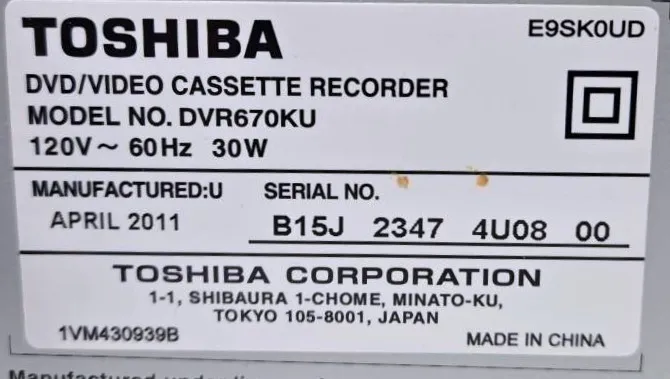 TOSHIBA
E9SK0UD
DVD/VIDEO CASSETTE RECORDER
MODEL NO. DVR670KU
120V~ 60Hz 30W
MANUFACTURED:U
SERIAL NO.
APRIL 2011
B15J 2347 4U08 00
TOSHIBA CORPORATION
1-1, SHIBAURA 1-CHOME, MINATO-KU,
TOKYO 105-8001, JAPAN
1VM430939B
MADE IN CHINA
Manufactured under